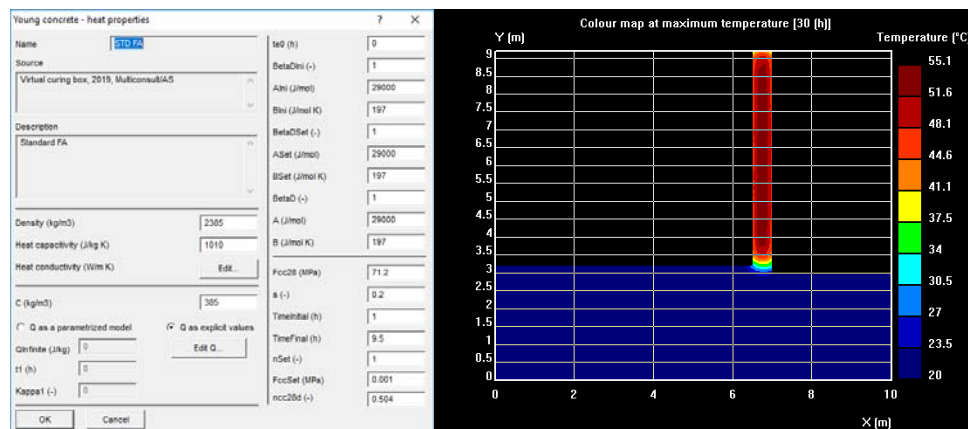 Young concrete - heat properties
? ×
Name STD FA
Source
Virtual curing box, 2019, Multiconsult/AS
Description
Standard FA
Density (kg/m3) 2385
Heat capacitivity (J/kg K) 1010
Heat conductivity (W/m K) Edit...
C (kg/m3) 385
Q as a parametrized model Q as explicit values
Qinfinite (J/kg) 0 Edit Q...
t1 (h) 0
Kappa1 (-) 0
OK Cancel
te0 (h) 0
BetaDIni (-) 1
AIni (J/mol) 29000
BIni (J/mol K) 197
BetaDSet (-) 1
ASet (J/mol) 29000
BSet (J/mol K) 197
BetaD (-) 1
A (J/mol) 29000
B (J/mol K) 197
Fcc28 (MPa) 71.2
s (-) 0.2
TimeInitial (h) 1
TimeFinal (h) 9.5
nSet (-) 1
FccSet (MPa) 0.001
ncc28d (-) 0.504
Colour map at maximum temperature [30 (h)]
Y (m)
Temperature (°C)
9
8.5
8
7.5
7
6.5
6
5.5
5
4.5
4
3.5
3
2.5
2
1.5
1
0.5
0
0 2 4 6 8 10
X (m)
55.1
51.6
48.1
44.6
41.1
37.5
34
30.5
27
23.5
20